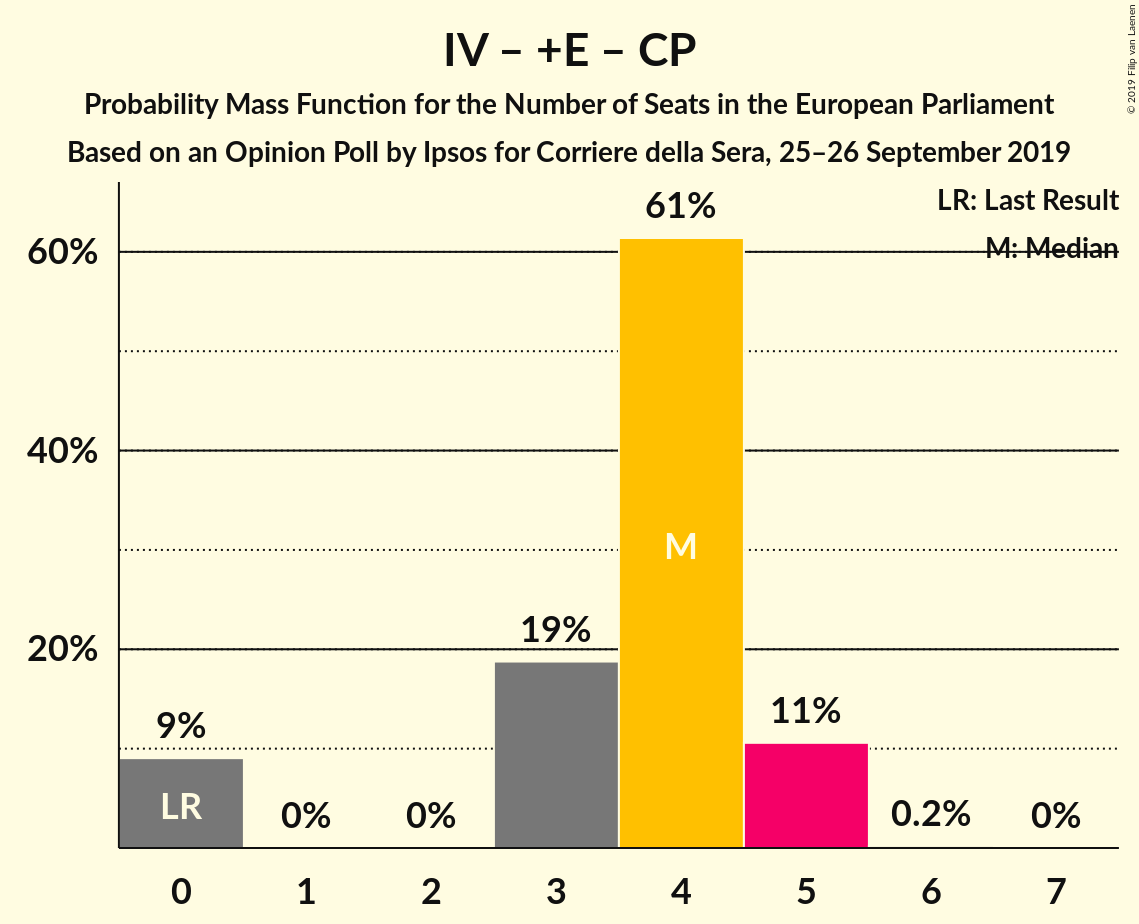 IV – +E – CP
Probability Mass Function for the Number of Seats in the European Parliament
Based on an Opinion Poll by Ipsos for Corriere della Sera, 25–26 September 2019
© 2019 Filip van Laenen
LR: Last Result
M: Median
61%
60%
40%
M
19%
20%
11%
9%
LR
0%
0%
0.2%
0%
0 1 2 3 4 5 6 7